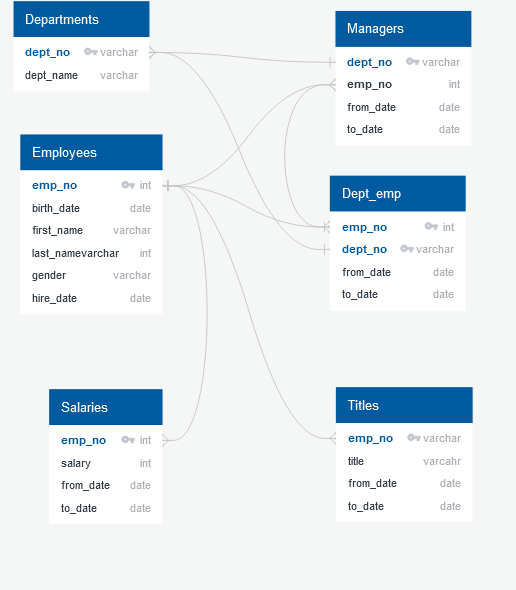 Departments
dept_no varchar
dept_name varchar
Managers
dept_no varchar
emp_no int
from_date date
to_date date
Employees
emp_no int
birth_date date
first_name varchar
last_namevarchar int
gender varchar
hire_date date
Dept_emp
emp_no int
dept_no varchar
from_date date
to_date date
Salaries
emp_no int
salary int
from_date date
to_date date
Titles
emp_no varchar
title varcahr
from_date date
to_date date